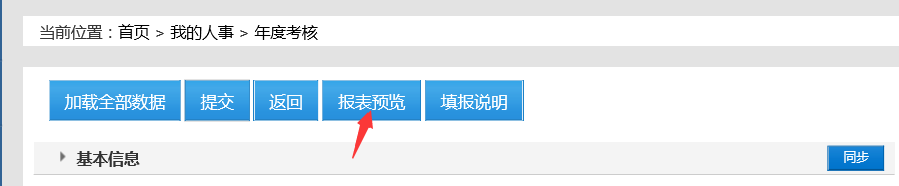 当前位置：首页 > 我的人事 > 年度考核
加载全部数据 提交 返回 报表预览 填报说明
基本信息 同步